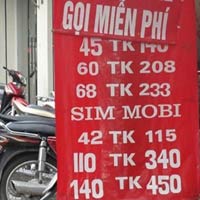 GỌI MIỄN PHÍ
45 TK 140
60 TK 208
68 TK 233
SIM MOBI
42 TK 115
110 TK 340
140 TK 450